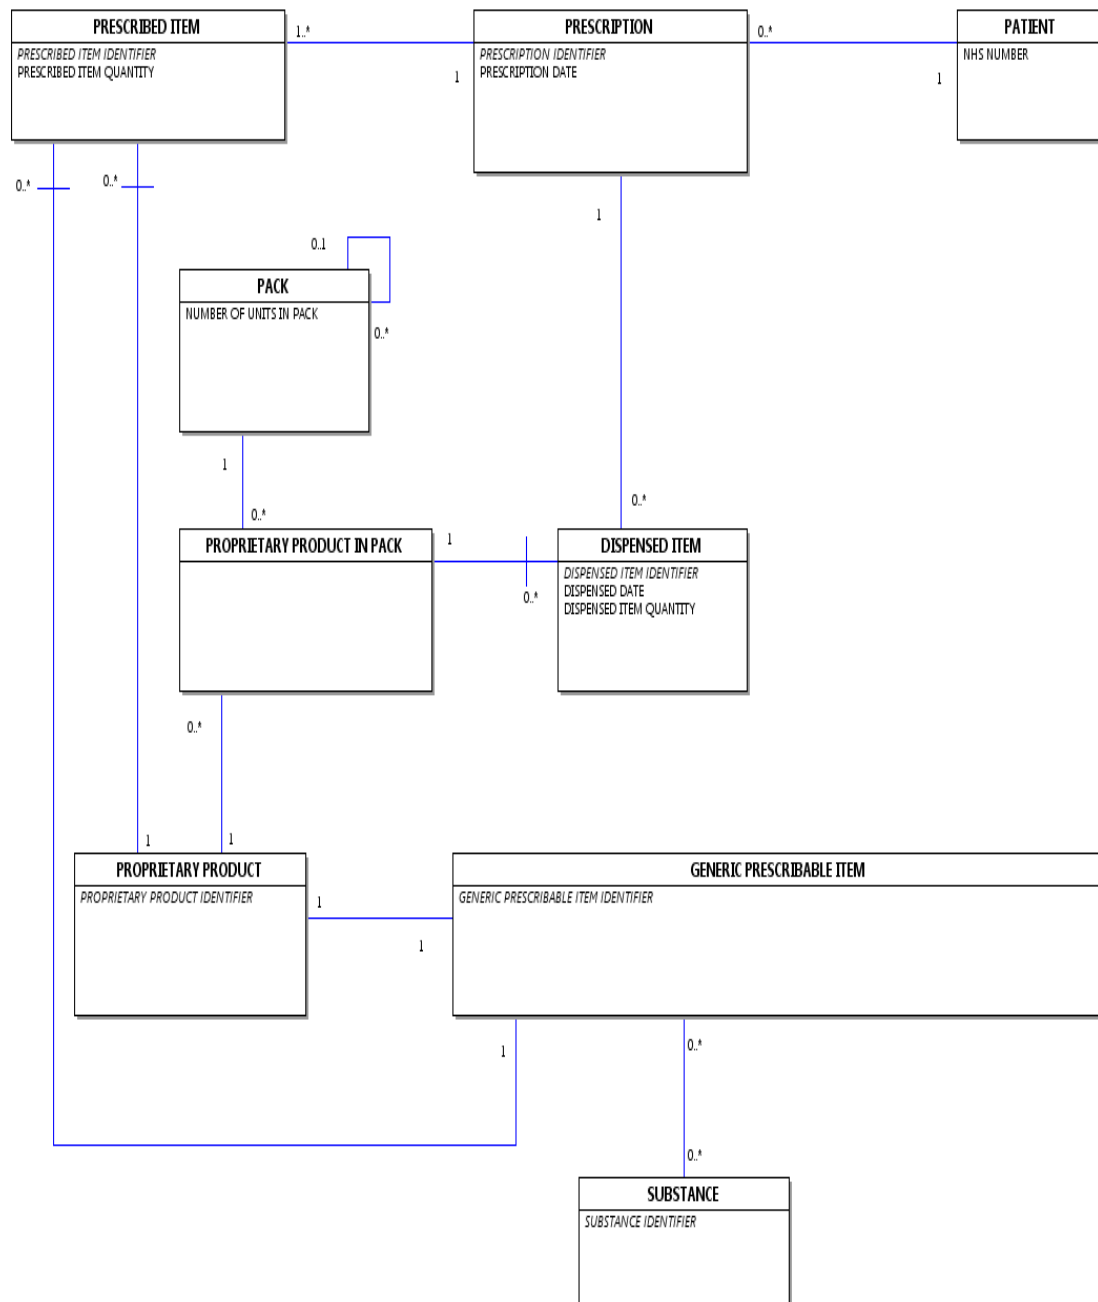 PRESCRIBED ITEM
PRESCRIBED ITEM IDENTIFIER
PRESCRIBED ITEM QUANTITY
1..*
1
PRESCRIPTION
PRESCRIPTION IDENTIFIER
PRESCRIPTION DATE
0..*
1
PATIENT
NHS NUMBER
0..*
0..*
1
0..1
PACK
NUMBER OF UNITS IN PACK
0..*
1
0..*
0..*
PROPRIETARY PRODUCT IN PACK
1
0..*
DISPENSED ITEM
DISPENSED ITEM IDENTIFIER
DISPENSED DATE
DISPENSED ITEM QUANTITY
0..*
1
1
PROPRIETARY PRODUCT
PROPRIETARY PRODUCT IDENTIFIER
1
1
GENERIC PRESCRIBABLE ITEM
GENERIC PRESCRIBABLE ITEM IDENTIFIER
1
0..*
0..*
SUBSTANCE
SUBSTANCE IDENTIFIER